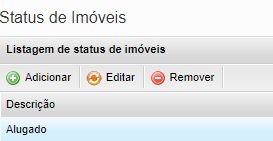 Status de Imóveis
Listagem de status de imóveis
Adicionar Editar Remover
Descrição
Alugado